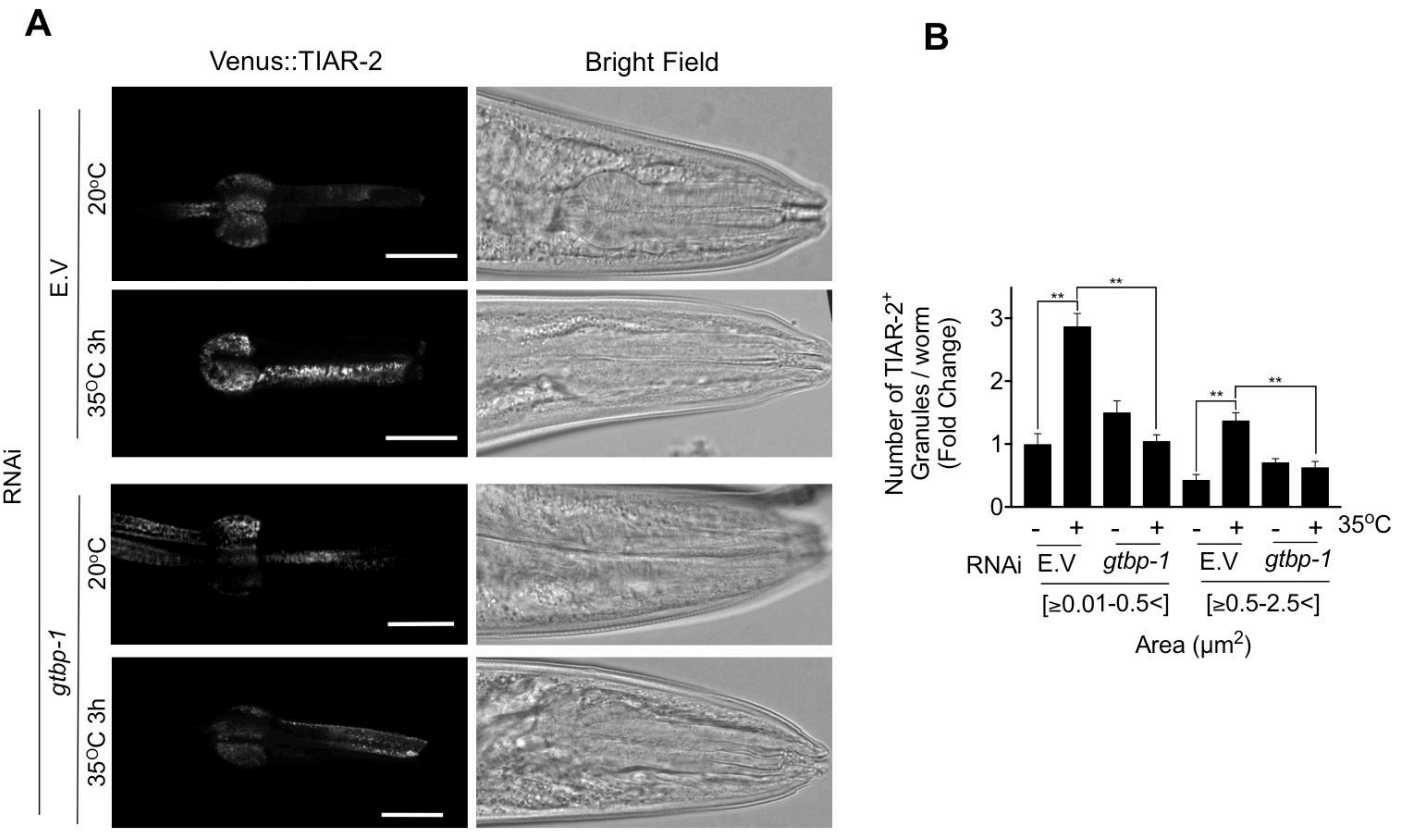 A
Venus::TIAR-2
Bright Field
RNAi
E.V
20°C
35°C 3h
gtbp-1
20°C
35°C 3h
B
Number of TIAR-2+
Granules / worm
(Fold Change)
3
2
1
0
** ** ** **
- + - + - + - + 35°C
RNAi E.V gtbp-1 E.V gtbp-1
[≥0.01-0.5<] [≥0.5-2.5<]
Area (µm2)